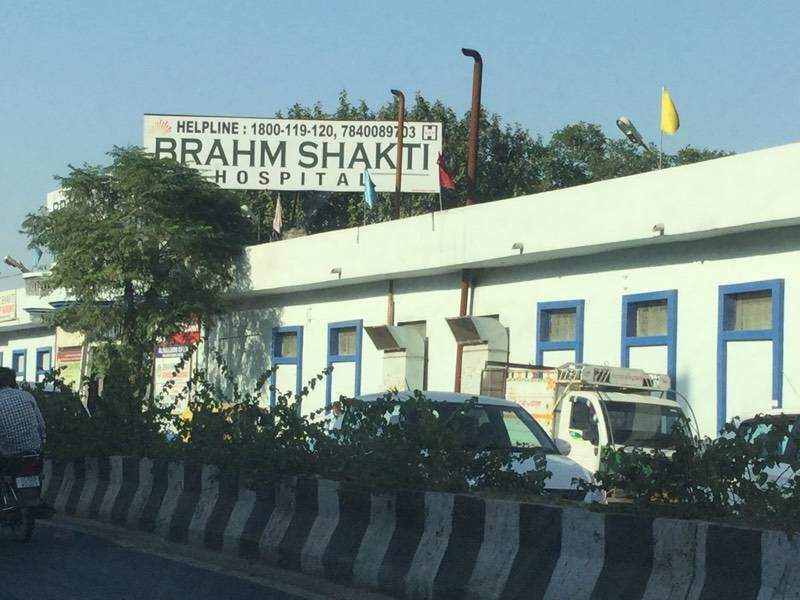 HELPLINE : 1800-119-120, 7840089703 H
BRAHM SHAKTI
HOSPITAL